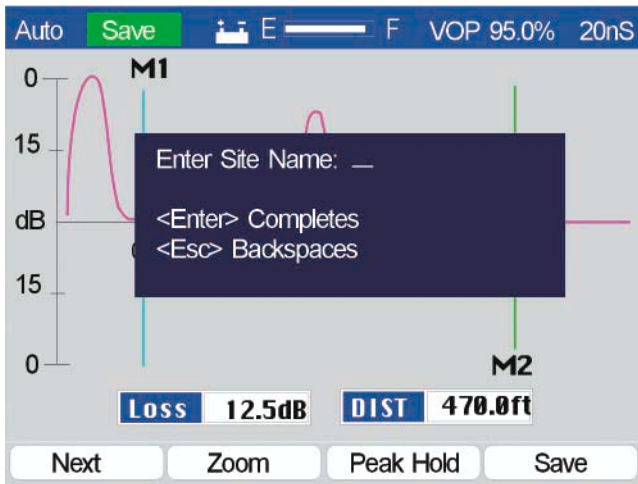 Auto Save E F VOP 95.0% 20nS
M1
0
15
Enter Site Name: _
<Enter> Completes
dB
<Esc> Backspaces
15
0
M2
Loss 12.5dB DIST 470.0ft
Next Zoom Peak Hold Save